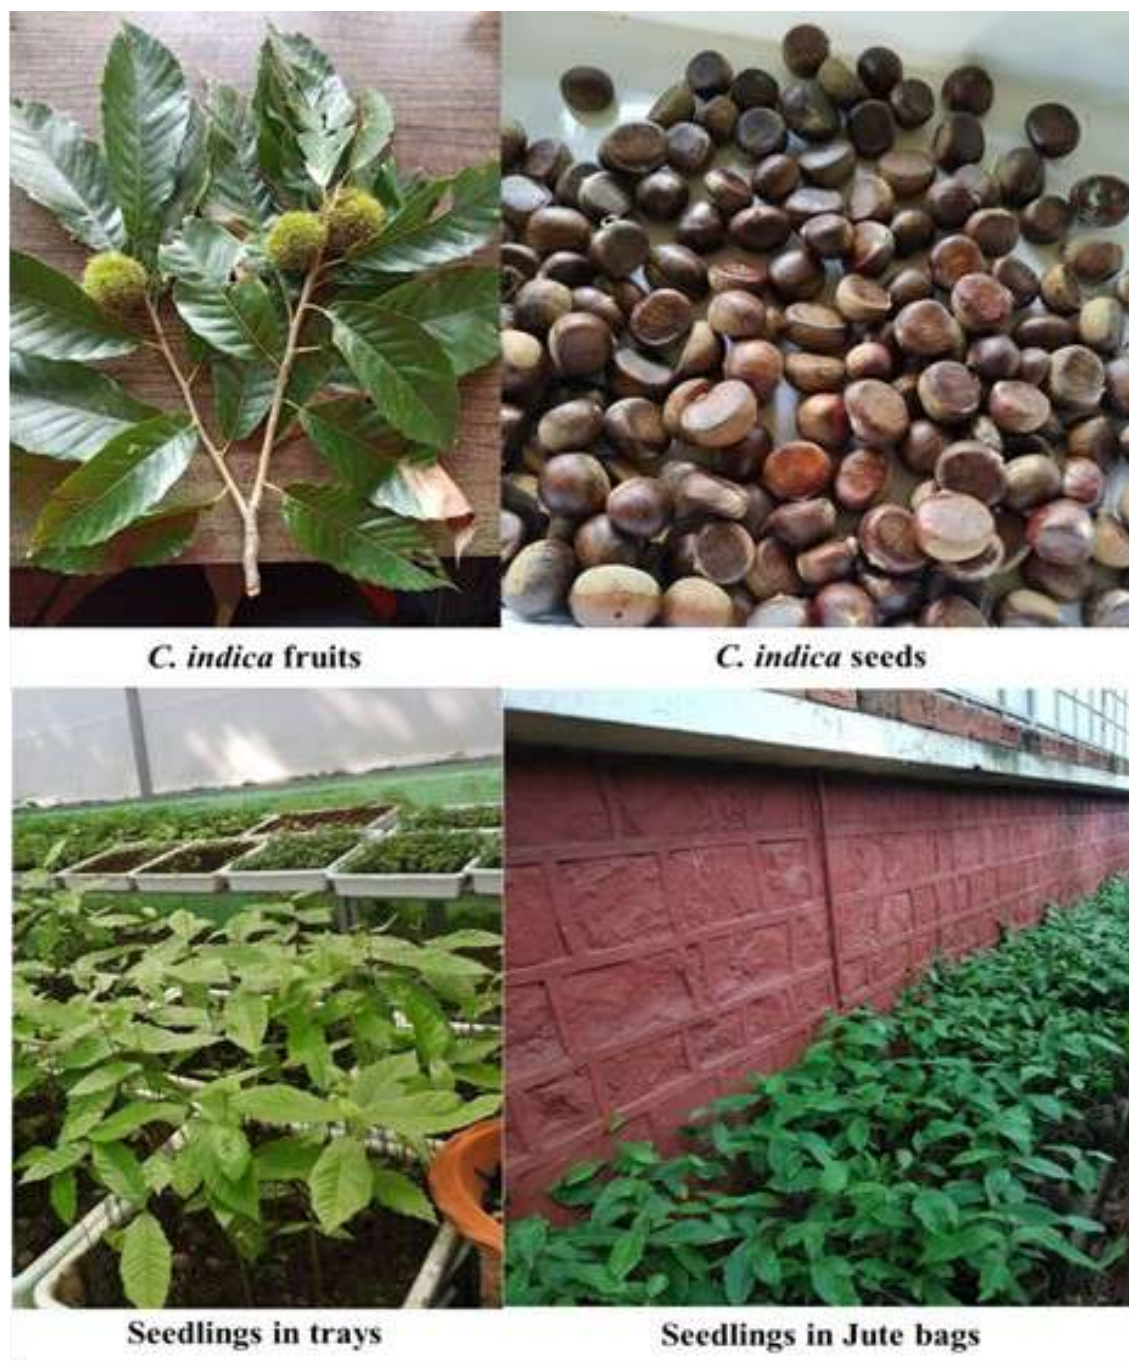 C. indica fruits
C. indica seeds
Seedlings in trays
Seedlings in Jute bags